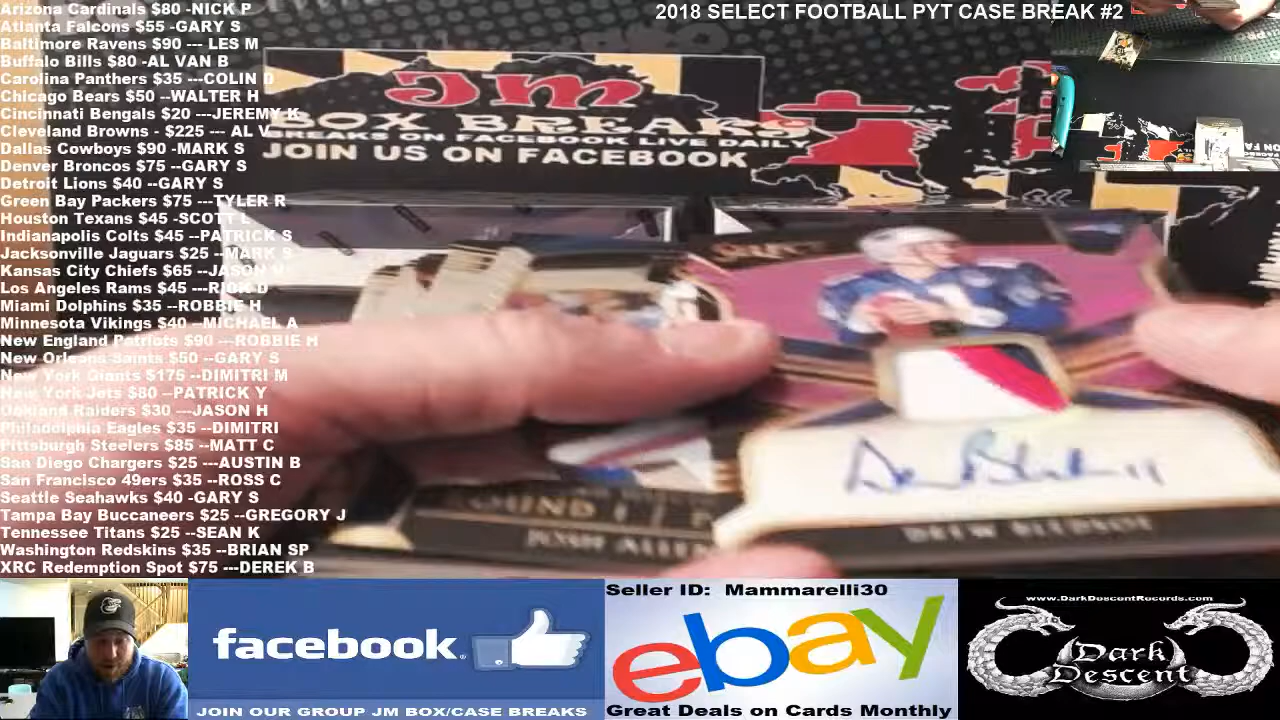 Arizona Cardinals $80 -NICK P
Atlanta Falcons $55 -GARY S
Baltimore Ravens $90 --- LES M
Buffalo Bills $80 -AL VAN B
Carolina Panthers $35 ---COLIN D
Chicago Bears $50 --WALTER H
Cincinnati Bengals $20 ---JEREMY K
Cleveland Browns - $225 --- AL V
Dallas Cowboys $90 -MARK S
Denver Broncos $75 --GARY S
Detroit Lions $40 --GARY S
Green Bay Packers $75 ---TYLER R
Houston Texans $45 -SCOTT L
Indianapolis Colts $45 --PATRICK S
Jacksonville Jaguars $25 --MARK S
Kansas City Chiefs $65 --JASON
Los Angeles Rams $45 ---RICK D
Miami Dolphins $35 --ROBBIE H
Minnesota Vikings $40 --MICHAEL A
New England Patriots $90 ---ROBBIE H
New Orleans Saints $50 --GARY S
New York Giants $175 --DIMITRI M
New York Jets $80 --PATRICK Y
Oakland Raiders $30 ---JASON H
Philadelphia Eagles $35 --DIMITRI
Pittsburgh Steelers $85 --MATT C
San Diego Chargers $25 ---AUSTIN B
San Francisco 49ers $35 --ROSS C
Seattle Seahawks $40 -GARY S
Tampa Bay Buccaneers $25 --GREGORY J
Tennessee Titans $25 --SEAN K
Washington Redskins $35 --BRIAN SP
XRC Redemption Spot $75 ---DEREK B
2018 SELECT FOOTBALL PYT CASE BREAK #2
JM
BOX BREAKS
BREAKS ON FACEBOOK LIVE DAILY
JOIN US ON FACEBOOK
SELECT
ROUND 1
JOSH ALLEN
DREW BLEDSOE
facebook
JOIN OUR GROUP JM BOX/CASE BREAKS
Seller ID: Mammarelli30
ebay
Great Deals on Cards Monthly
www.DarkDescentRecords.com
Dark
Descent